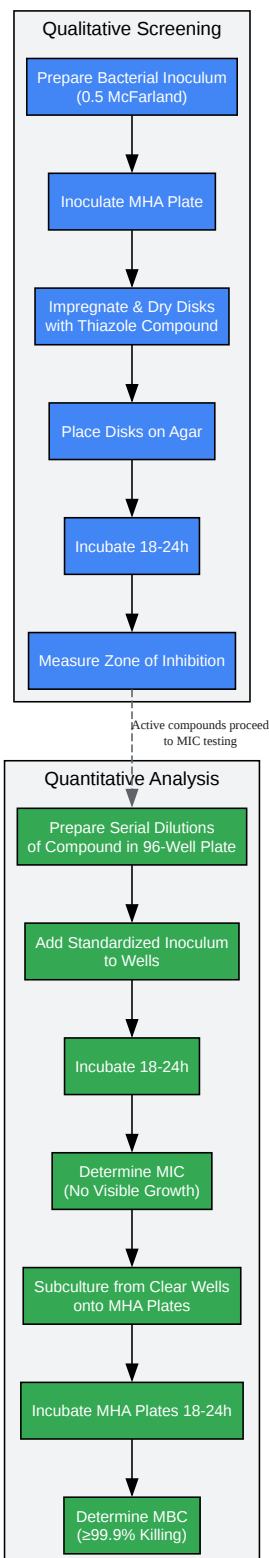 Qualitative Screening
Prepare Bacterial Inoculum
(0.5 McFarland)
Inoculate MHA Plate
Impregnate & Dry Disks
with Thiazole Compound
Place Disks on Agar
Incubate 18-24h
Measure Zone of Inhibition
Active compounds proceed
to MIC testing
Quantitative Analysis
Prepare Serial Dilutions
of Compound in 96-Well Plate
Add Standardized Inoculum
to Wells
Incubate 18-24h
Determine MIC
(No Visible Growth)
Subculture from Clear Wells
onto MHA Plates
Incubate MHA Plates 18-24h
Determine MBC
(≥99.9% Killing)